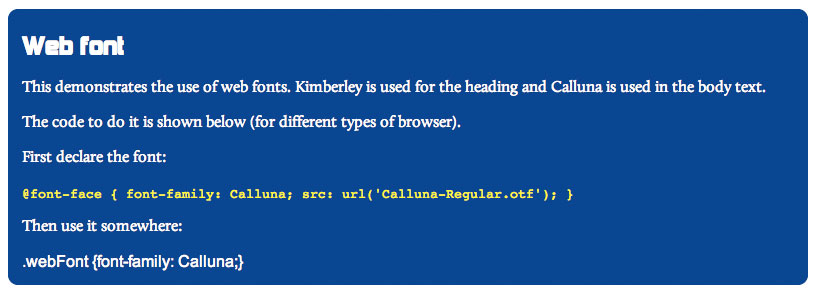 Web font
This demonstrates the use of web fonts. Kimberley is used for the heading and Calluna is used in the body text.
The code to do it is shown below (for different types of browser).
First declare the font:
@font-face { font-family: Calluna; src: url('Calluna-Regular.otf'); }
Then use it somewhere:
.webFont {font-family: Calluna;}